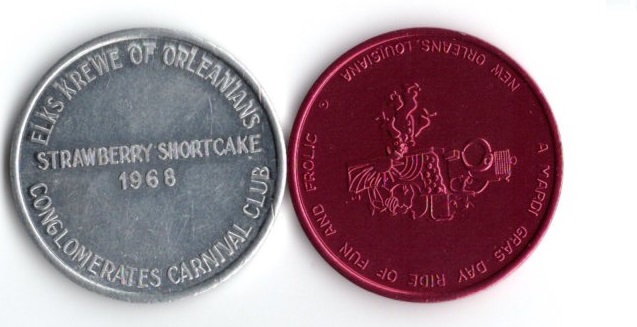 ELKS KREWE OF ORLEANIANS
STRAWBERRY SHORTCAKE
1968
CONGLOMERATES CARNIVAL CLUB
A MARDI GRAS DAY RIDE OF FUN AND FROLIC
NEW ORLEANS, LOUISIANA